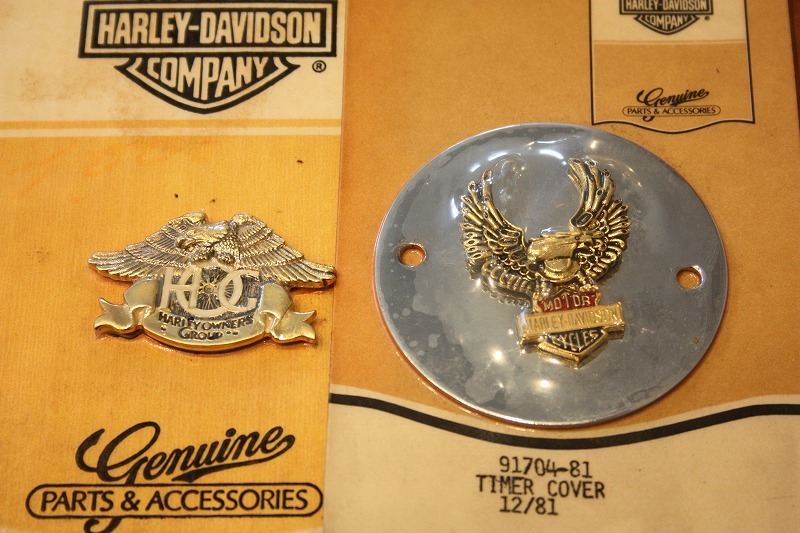 HARLEY-DAVIDSON
COMPANY
®
HOG
HARLEY OWNERS
GROUP
Genuine
PARTS & ACCESSORIES
HARLEY-DAVIDSON
COMPANY
Genuine
PARTS & ACCESSORIES
MOTOR
HARLEY-DAVIDSON
CYCLES
91704-81
TIMER COVER
12/81